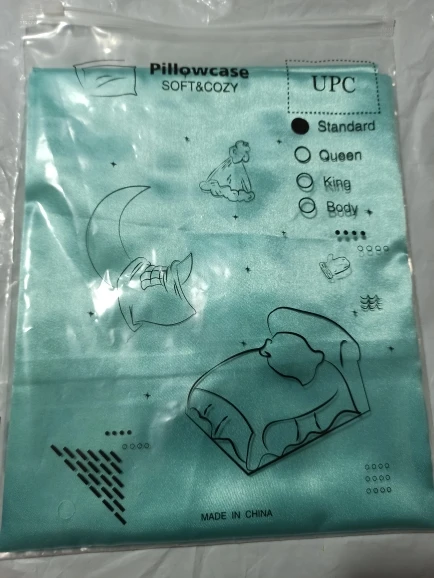 Pillowcase
SOFT&COZY
UPC
Standard
Queen
King
Body
MADE IN CHINA